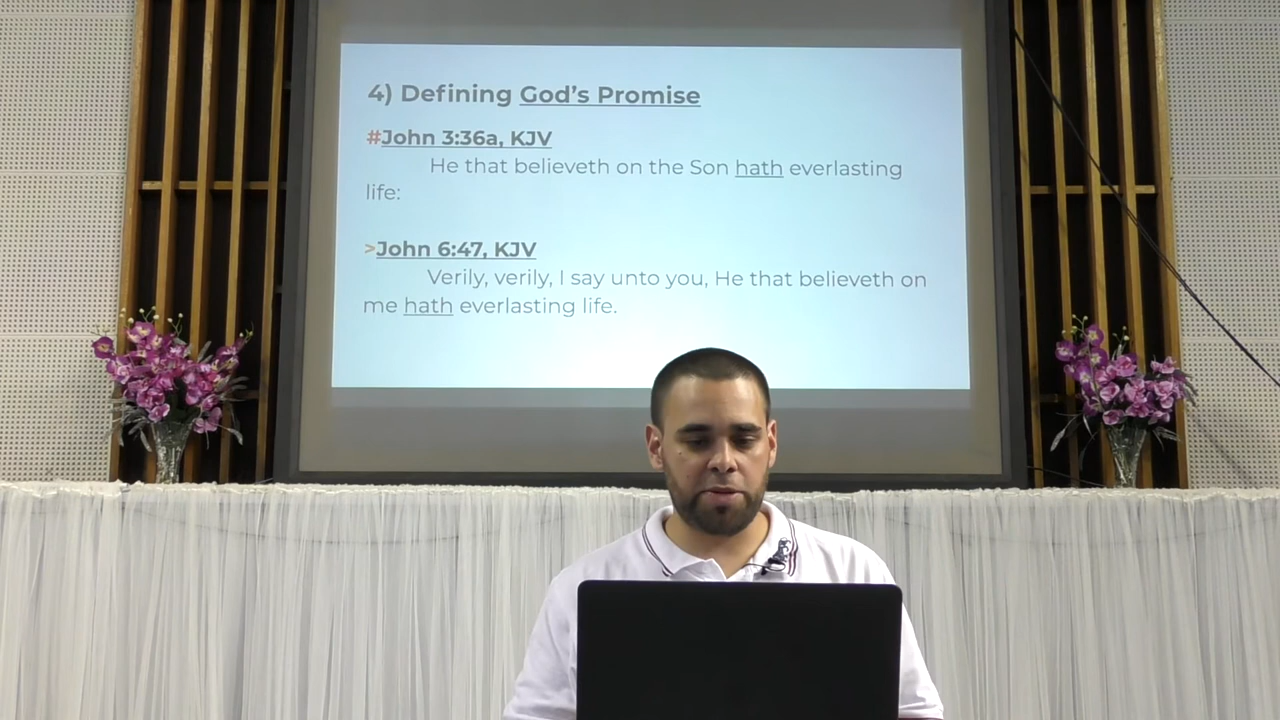 4) Defining God's Promise
#John 3:36a, KJV
He that believeth on the Son hath everlasting
life:
>John 6:47, KJV
Verily, verily, I say unto you, He that believeth on
me hath everlasting life.